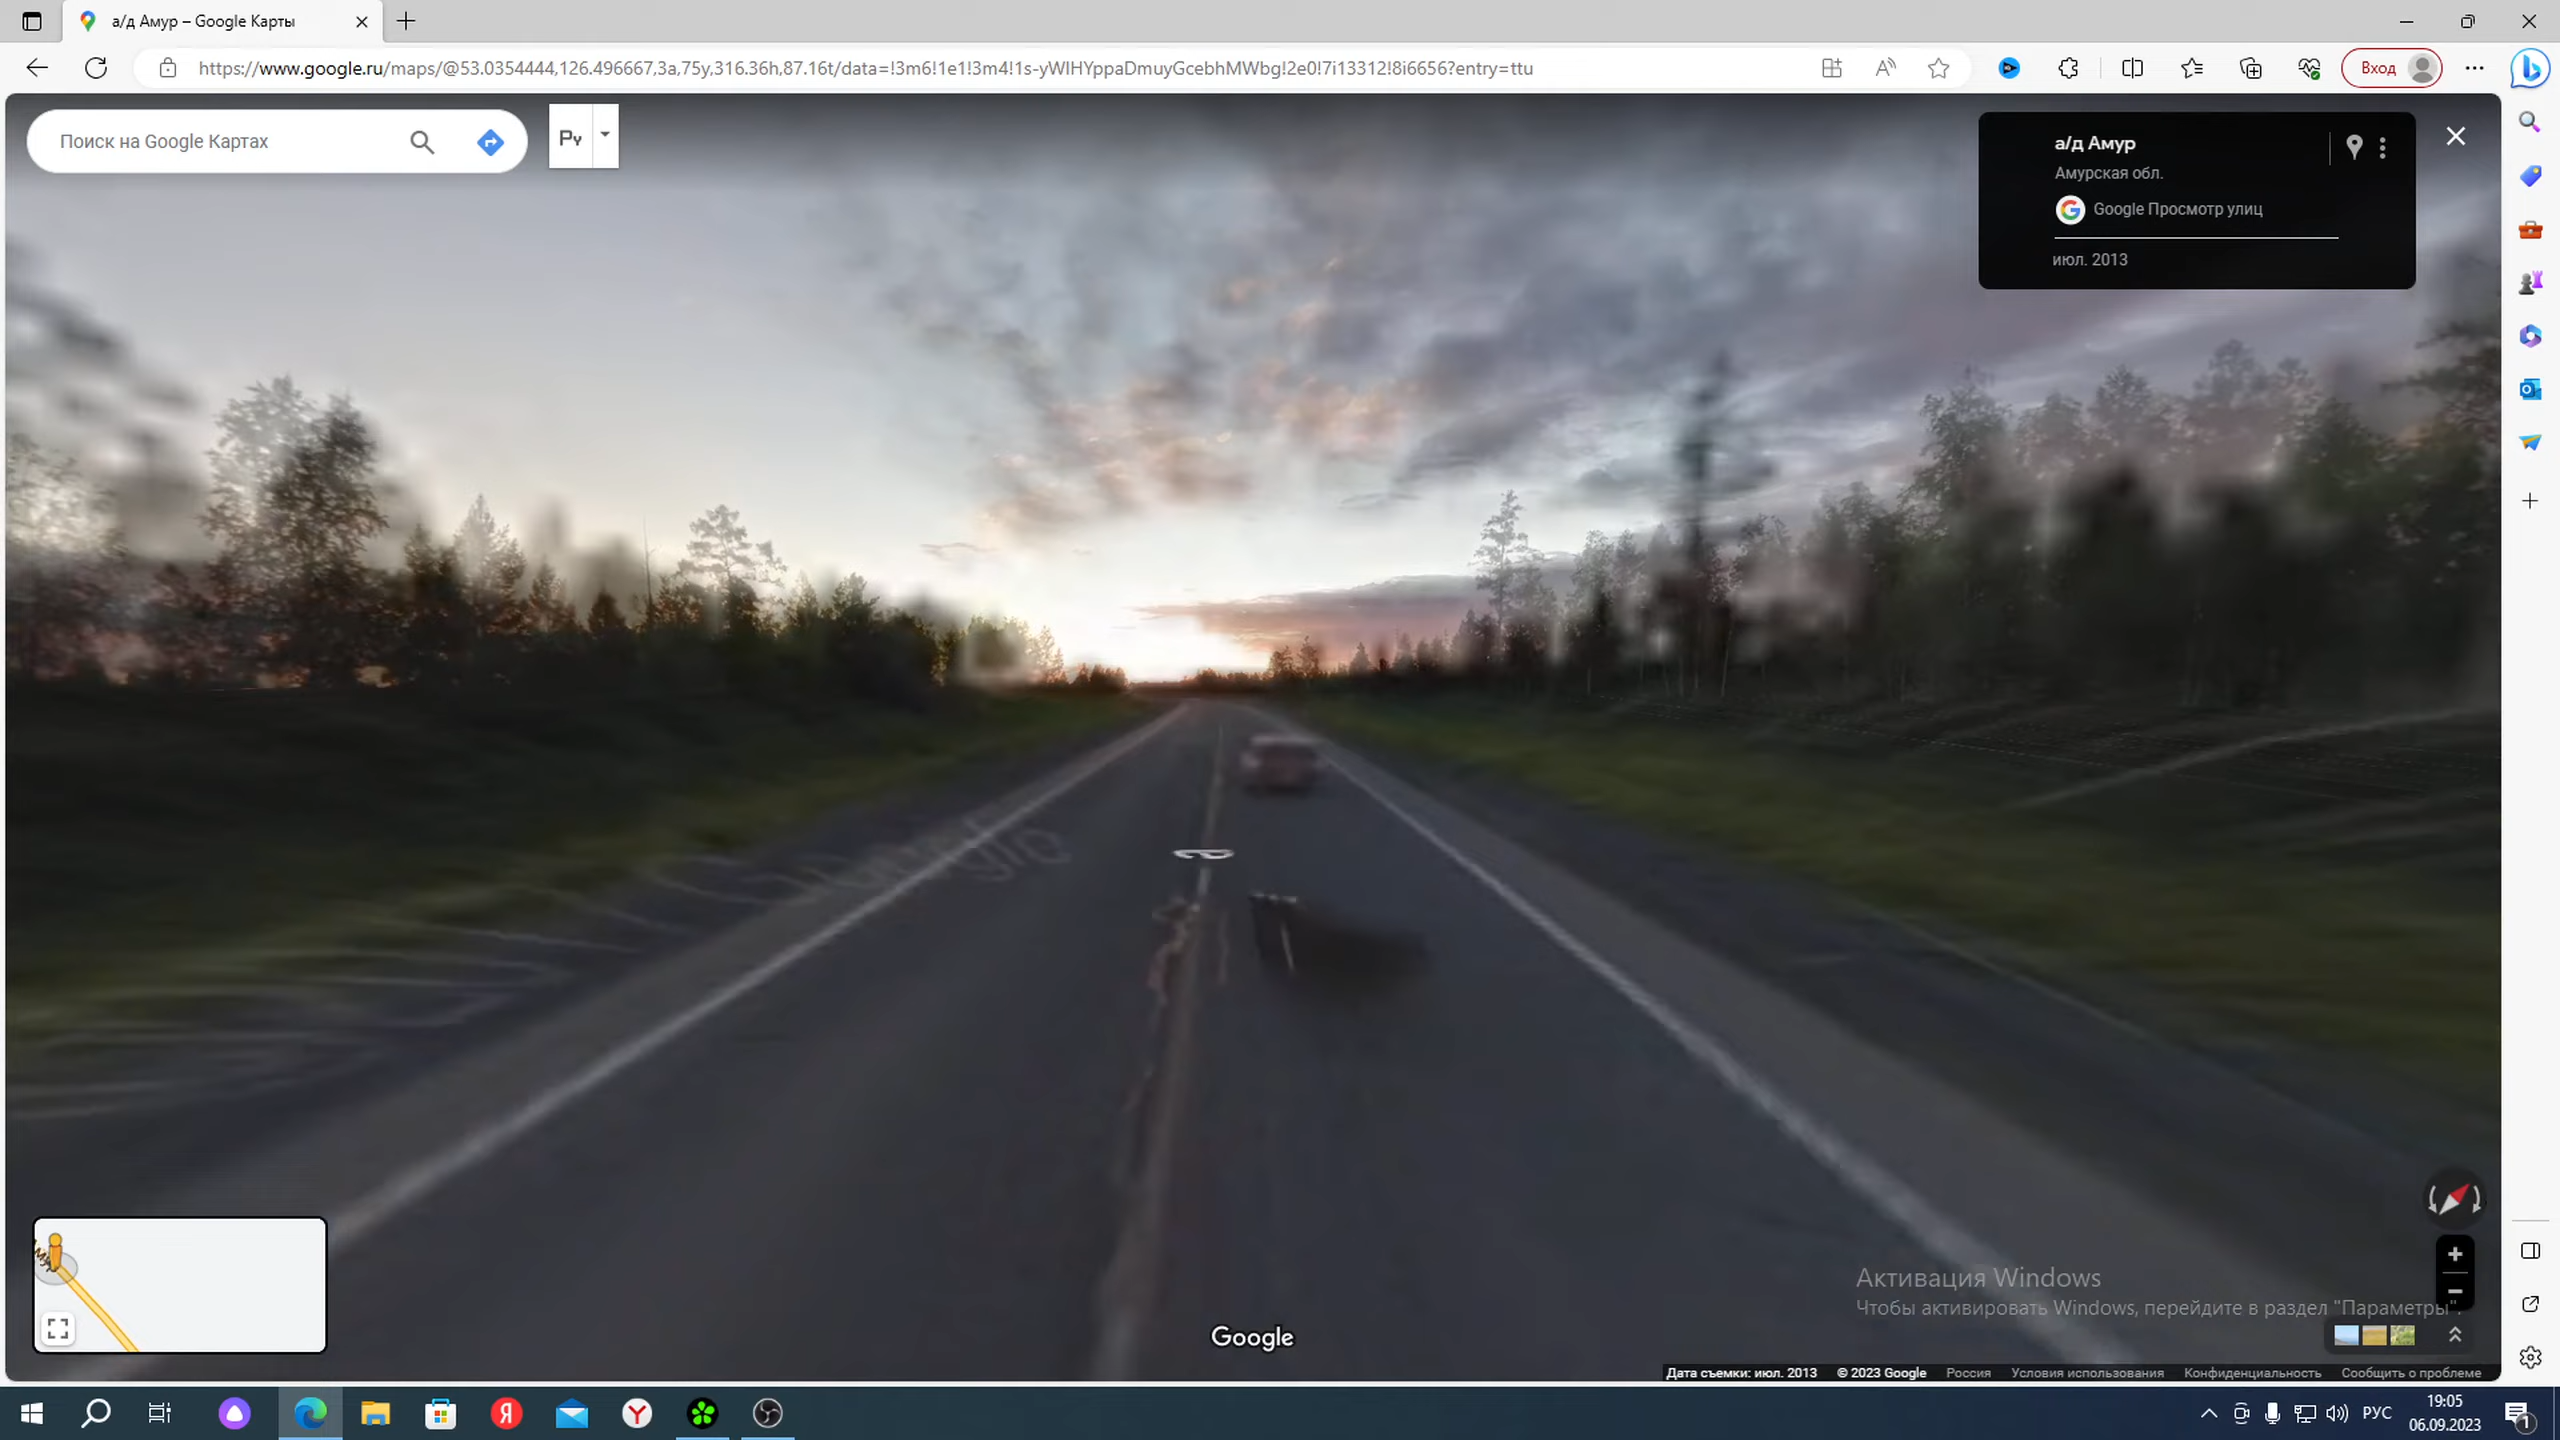 а/д Амур – Google Карты
https://www.google.ru/maps/@53.0354444,126.496667,3a,75y,316.36h,87.16t/data=!3m6!1e1!3m4!1s-yWIHYppaDmuyGcebhMWbg!2e0!7i13312!8i6656?entry=ttu
Вход
Поиск на Google Картах
Ру
а/д Амур
Амурская обл.
Google Просмотр улиц
июл. 2013
Активация Windows
Чтобы активировать Windows, перейдите в раздел "Параметры".
Google
Дата съемки: июл. 2013 © 2023 Google Россия Условия использования Конфиденциальность Сообщить о проблеме
РУС
19:05
06.09.2023
1